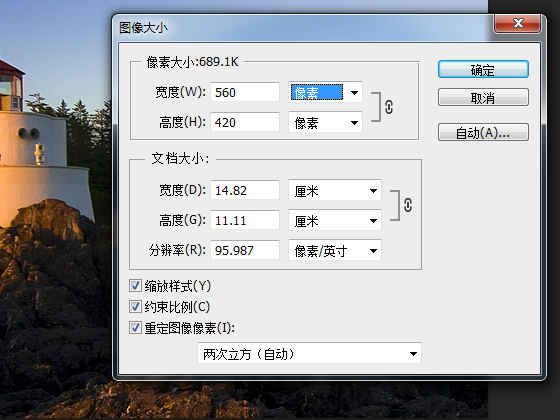 图像大小
像素大小:689.1K
确定
宽度(W): 560 像素
取消
高度(H): 420 像素
自动(A)...
文档大小:
宽度(D): 14.82 厘米
高度(G): 11.11 厘米
分辨率(R): 95.987 像素/英寸
缩放样式(Y)
约束比例(C)
重定图像像素(I):
两次立方（自动）